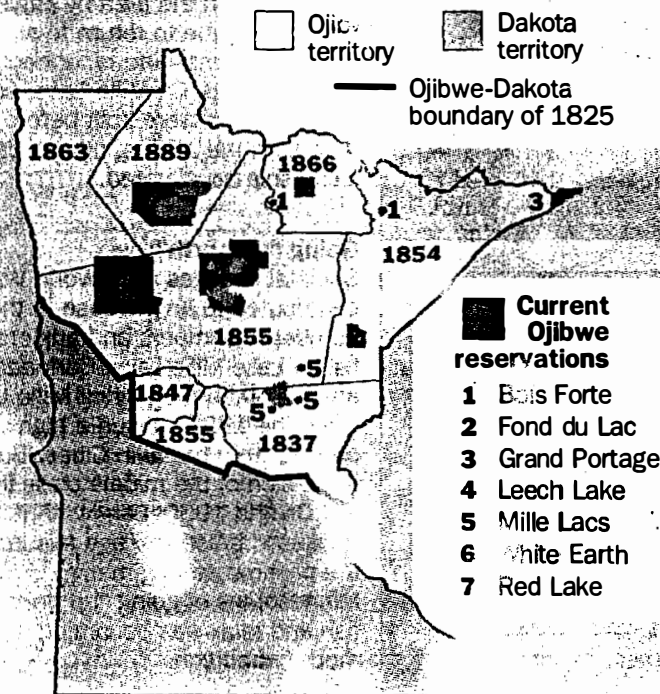 territory
Dakota
territory
Ojibwe-Dakota
boundary of 1825
1863
1889
1866
1
1
3
1854
1855
5
1847
5
5
1855
1837
Current
Ojibwe
reservations
1 Forte
2 Fond du Lac
3 Grand Portage
4 Leech Lake
5 Mille Lacs
6 Earth
7 Red Lake